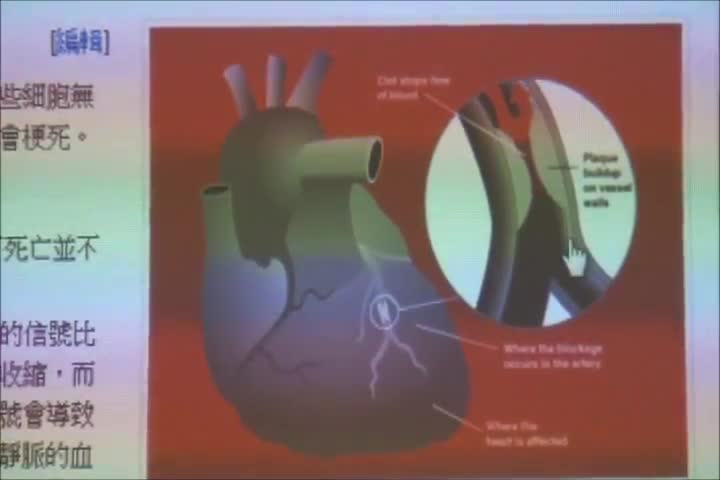 [編輯]
些細胞無
會梗死。
死亡並不
的信號比
收縮，而
號會導致
靜脈的血
Clot stops flow
of blood
Plaque
buildup
on vessel
walls
Where the blockage
occurs in the artery
Where the
heart is affected